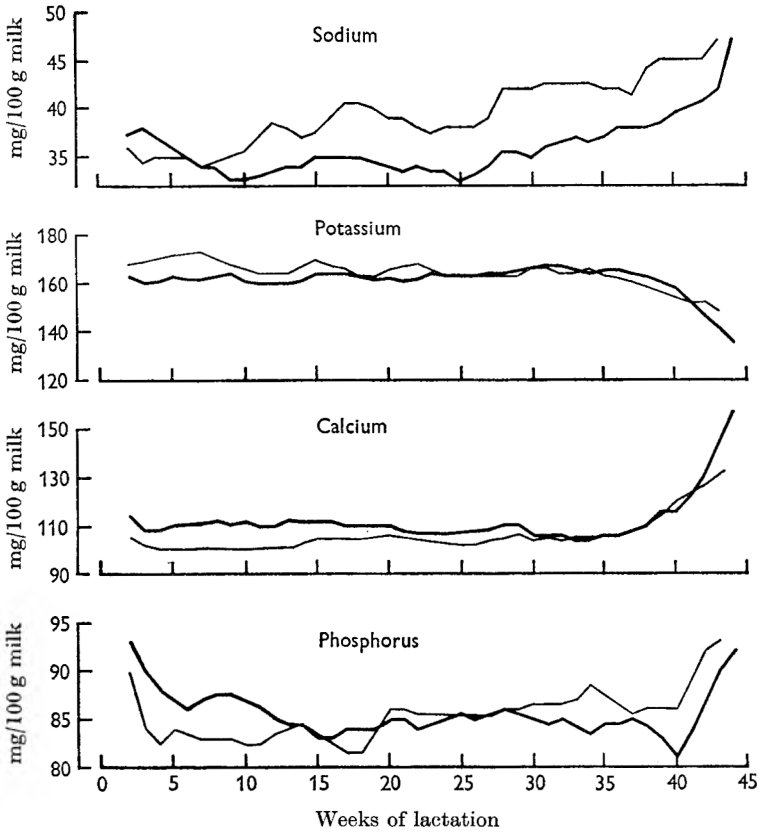 Sodium
mg/100 g milk
50
45
40
35
Potassium
mg/100 g milk
180
160
140
120
Calcium
mg/100 g milk
150
130
110
90
Phosphorus
mg/100 g milk
95
90
85
80
0 5 10 15 20 25 30 35 40 45
Weeks of lactation